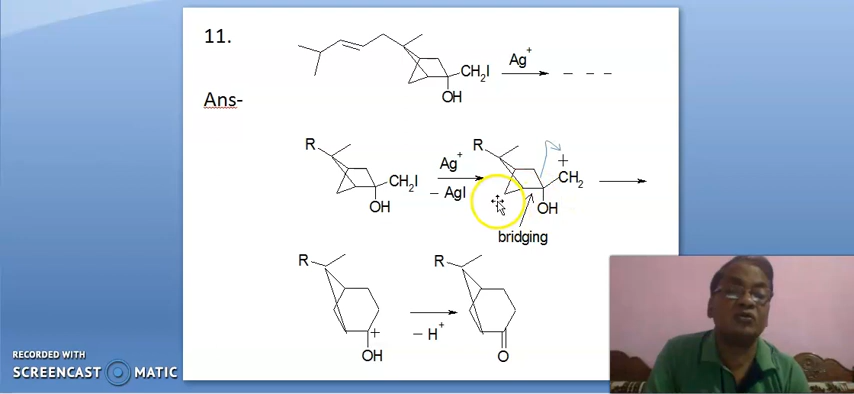 11.
Ag+
CH2I
OH
Ans-
R
CH2I
OH
Ag+
− AgI
R
+
CH2
OH
bridging
R
+
OH
− H+
R
O
RECORDED WITH
SCREENCAST MATIC